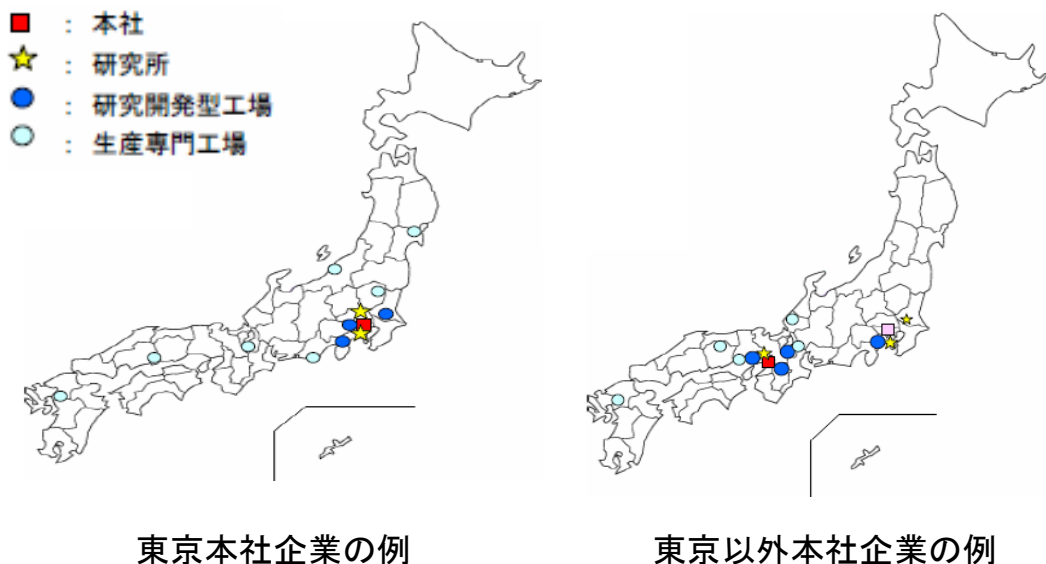 ： 本社
： 研究所
： 研究開発型工場
： 生産専門工場
東京本社企業の例
東京以外本社企業の例